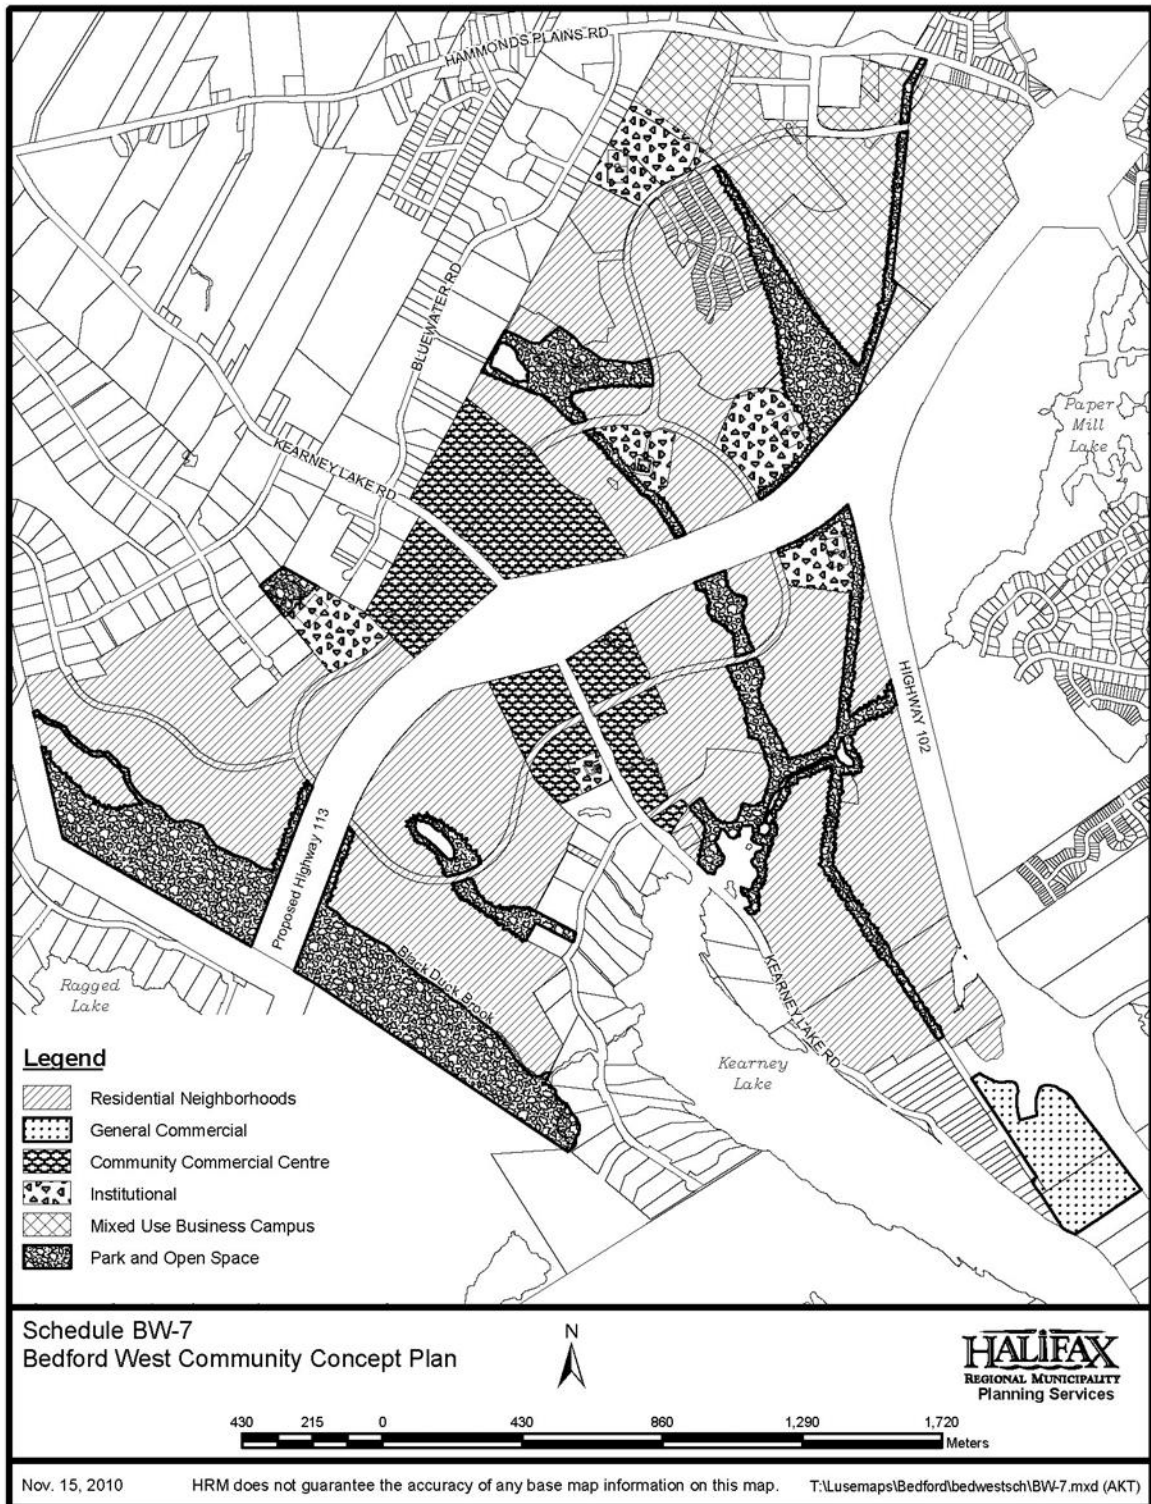 HAMMONDS PLAINS RD
BLUEWATER RD
KEARNEY LAKE RD
Paper
Mill
Lake
HIGHWAY 102
Proposed Highway 113
Black Duck Brook
Ragged
Lake
KEARNEY LAKE RD
Kearney
Lake
Legend
Residential Neighborhoods
General Commercial
Community Commercial Centre
Institutional
Mixed Use Business Campus
Park and Open Space
Schedule BW-7
Bedford West Community Concept Plan
N
HALIFAX
REGIONAL MUNICIPALITY
Planning Services
430 215 0 430 860 1,290 1,720
Meters
Nov. 15, 2010 HRM does not guarantee the accuracy of any base map information on this map. T:\Lusemaps\Bedford\bedwestsch\BW-7.mxd (AKT)